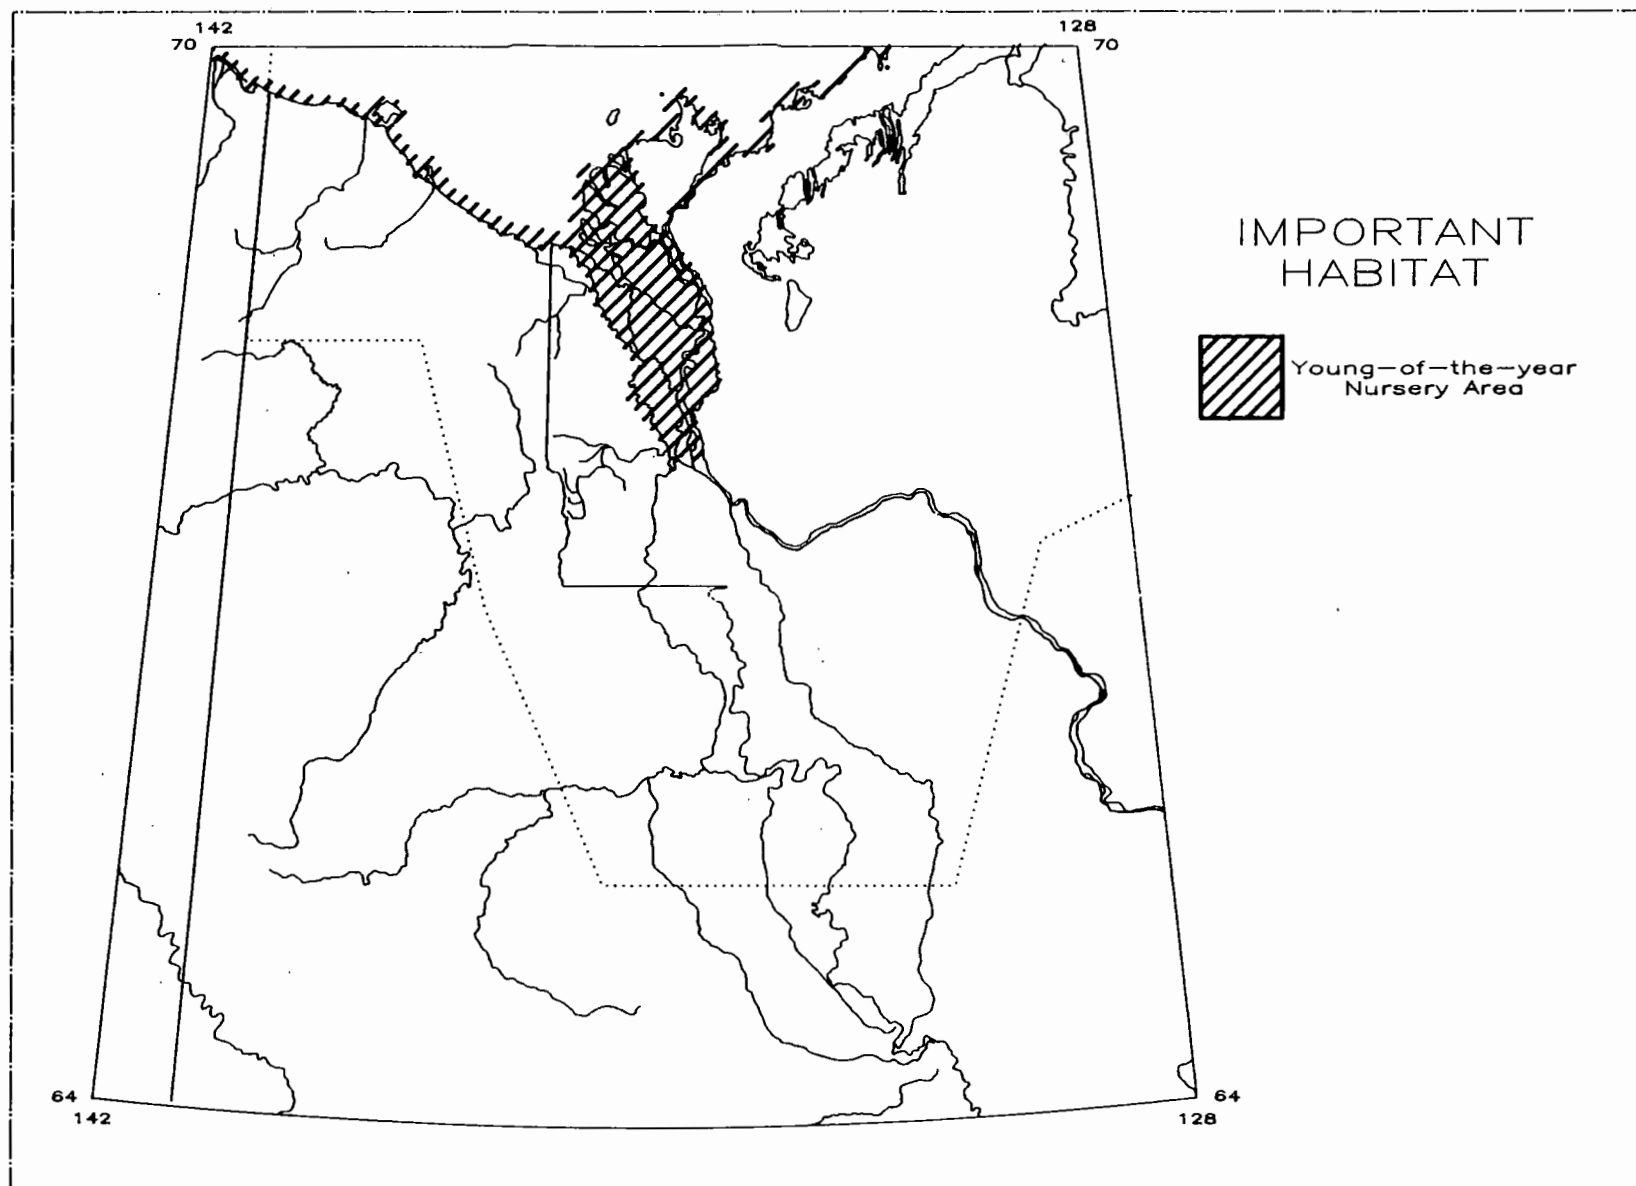 142
128
70
70
IMPORTANT
HABITAT
Young-of-the-year
Nursery Area
64
64
142
128